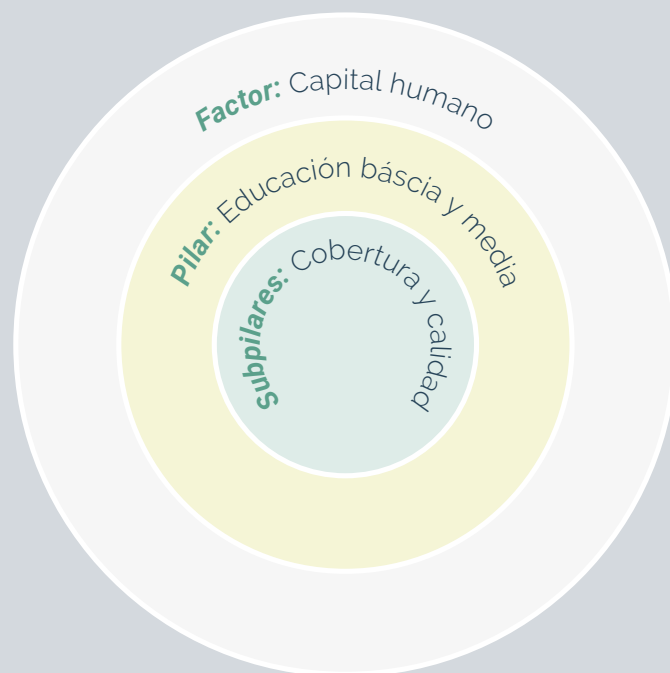 Factor: Capital humano
Pilar: Educación báscia y media
Subpilares: Cobertura y calidad